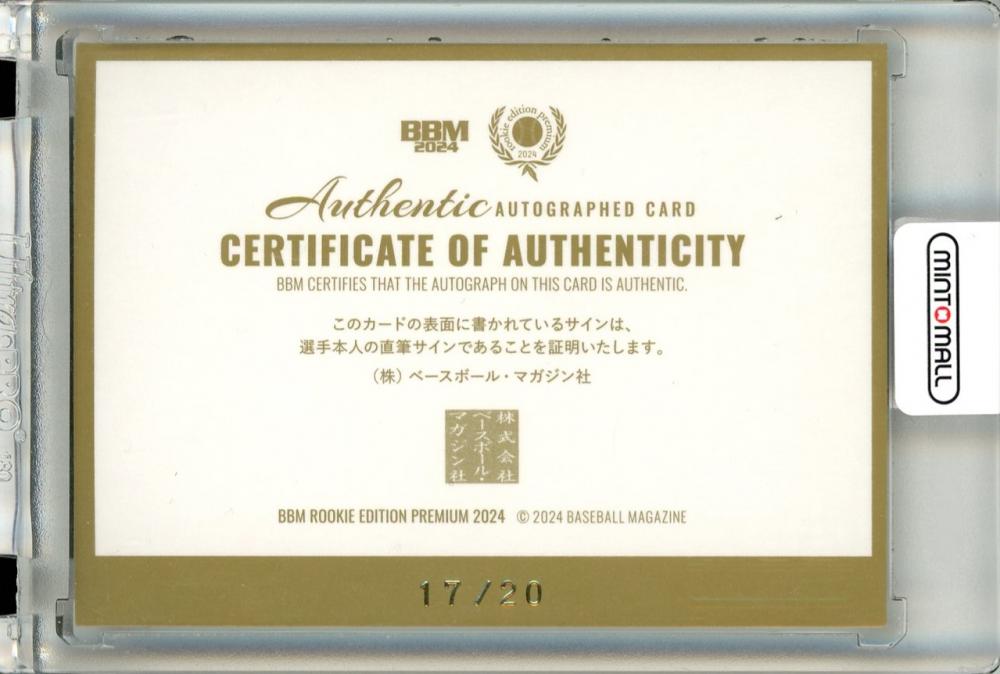 BBM
2024
rookie edition premium
2024
Authentic AUTOGRAPHED CARD
CERTIFICATE OF AUTHENTICITY
BBM CERTIFIES THAT THE AUTOGRAPH ON THIS CARD IS AUTHENTIC.
このカードの表面に書かれているサインは、
選手本人の直筆サインであることを証明いたします。
（株）ベースボール・マガジン社
株式会社
ベースボール・
マガジン社
BBM ROOKIE EDITION PREMIUM 2024 © 2024 BASEBALL MAGAZINE
17/20
MINTOMALL
UltraPRO